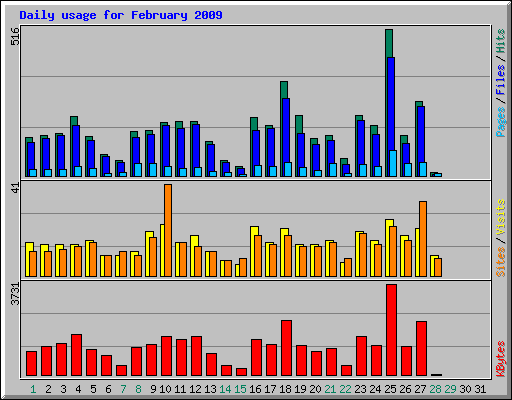 Daily usage for February 2009
516
Pages / Files / Hits
41
Sites / Visits
3731
KBytes
1 2 3 4 5 6 7 8 9 10 11 12 13 14 15 16 17 18 19 20 21 22 23 24 25 26 27 28 29 30 31